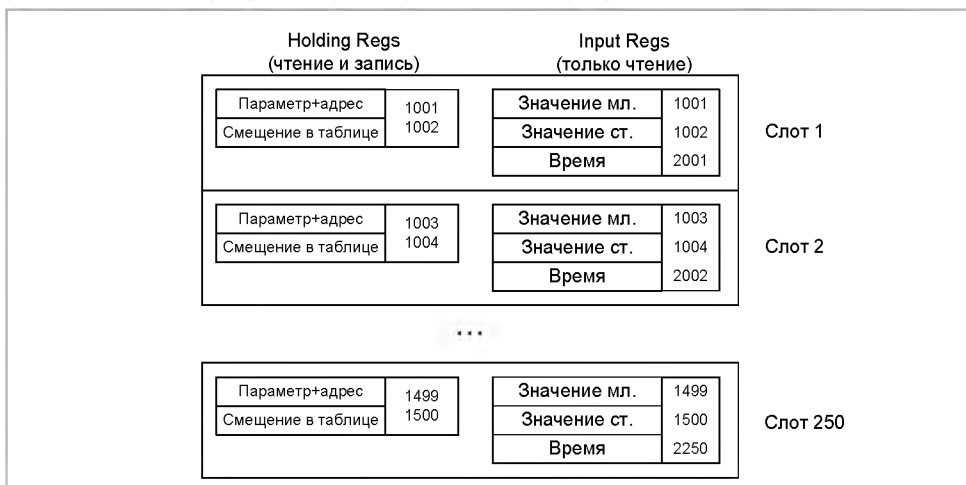 Holding Regs
(чтение и запись)
Input Regs
(только чтение)
Параметр+адрес 1001
Смещение в таблице 1002
Значение мл. 1001
Значение ст. 1002
Время 2001
Слот 1
Параметр+адрес 1003
Смещение в таблице 1004
Значение мл. 1003
Значение ст. 1004
Время 2002
Слот 2
...
Параметр+адрес 1499
Смещение в таблице 1500
Значение мл. 1499
Значение ст. 1500
Время 2250
Слот 250